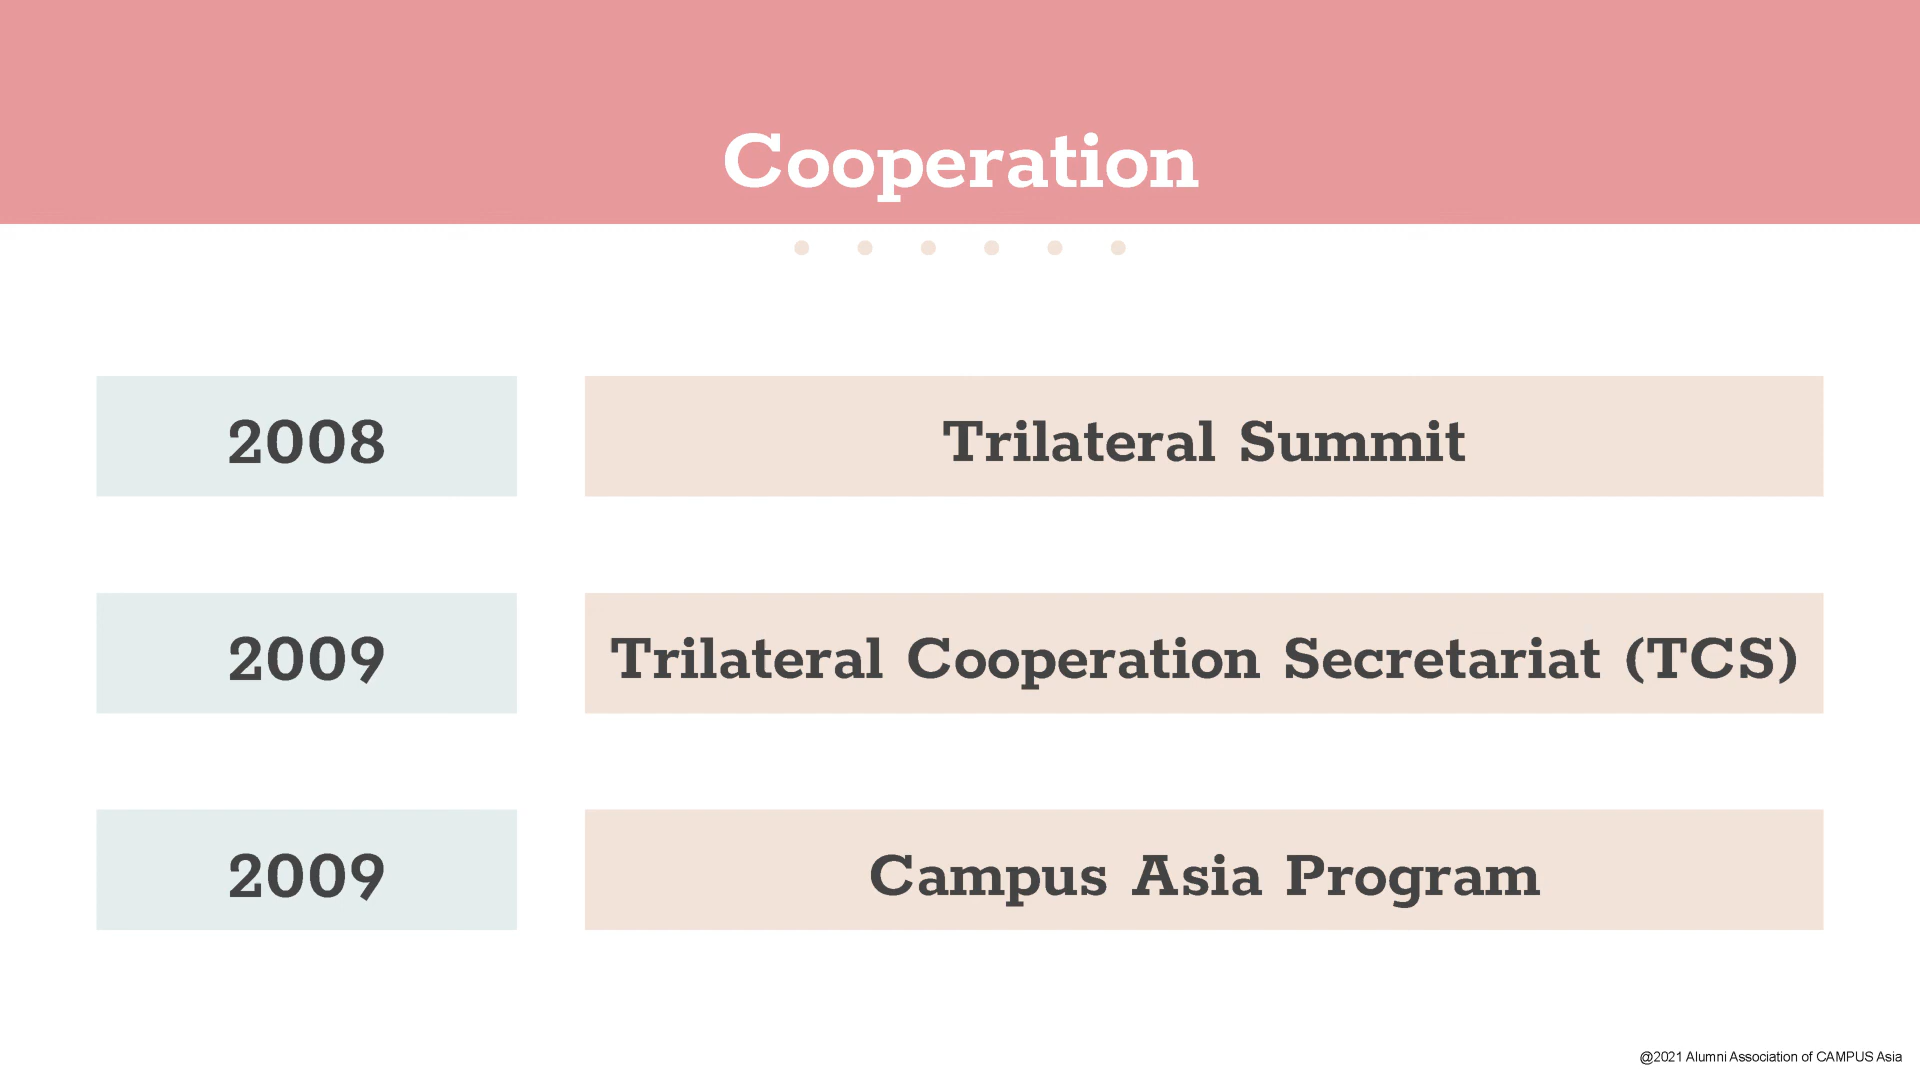 Cooperation
2008
Trilateral Summit
2009
Trilateral Cooperation Secretariat (TCS)
2009
Campus Asia Program
@2021 Alumni Association of CAMPUS Asia